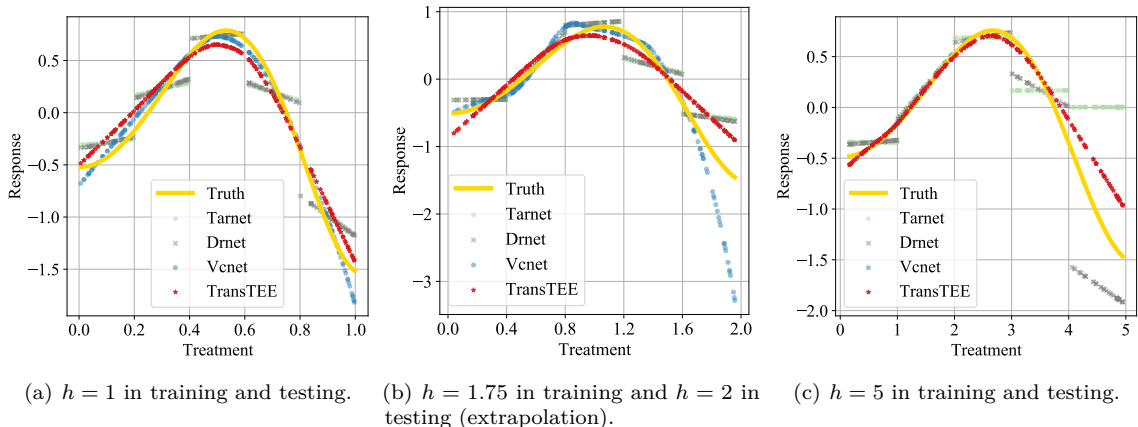 1.0
0.5
0.0
−0.5
−1.0
−1.5
Response
0.0
0.2
0.4
0.6
0.8
1.0
Treatment
Truth
Tarnet
Drnet
Vcnet
TransTEE
(a) h = 1 in training and testing.
1
0
−1
−2
−3
Response
0.0
0.4
0.8
1.2
1.6
2.0
Treatment
Truth
Tarnet
Drnet
Vcnet
TransTEE
(b) h = 1.75 in training and h = 2 in
testing (extrapolation).
0.5
0.0
−0.5
−1.0
−1.5
−2.0
Response
0
1
2
3
4
5
Treatment
Truth
Tarnet
Drnet
Vcnet
TransTEE
(c) h = 5 in training and testing.